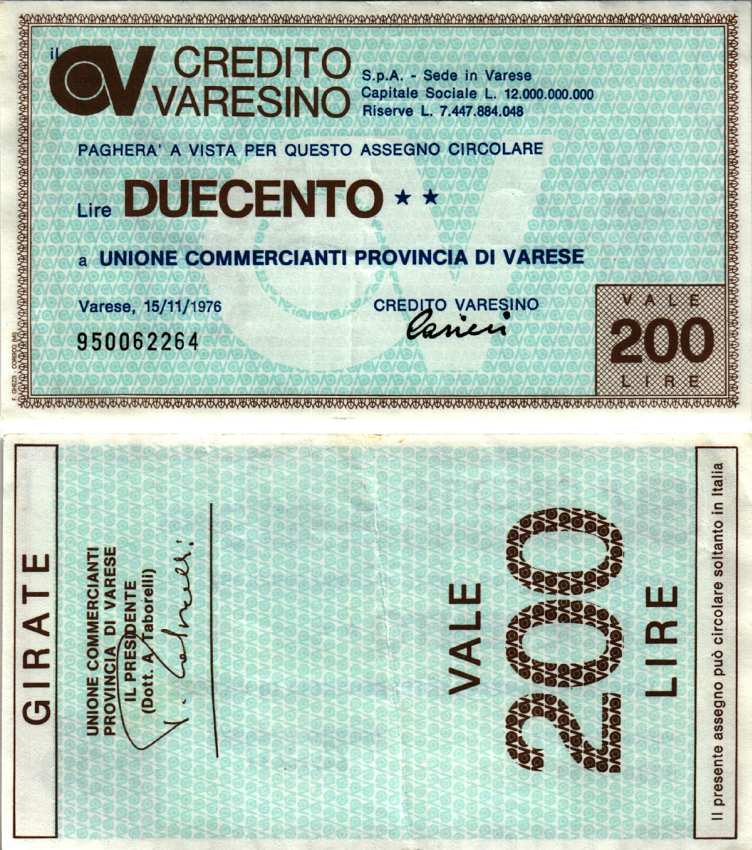 il CV CREDITO VARESINO
S.p.A. - Sede in Varese
Capitale Sociale L. 12.000.000.000
Riserve L. 7.447.884.048
PAGHERA' A VISTA PER QUESTO ASSEGNO CIRCOLARE
Lire DUECENTO ★ ★
a UNIONE COMMERCIANTI PROVINCIA DI VARESE
Varese, 15/11/1976
CREDITO VARESINO
950062264
VALE
200
LIRE
GIRATE
UNIONE COMMERCIANTI
PROVINCIA DI VARESE
IL PRESIDENTE
(Dott. A. Taborelli)
VALE
200
LIRE
Il presente assegno può circolare soltanto in Italia